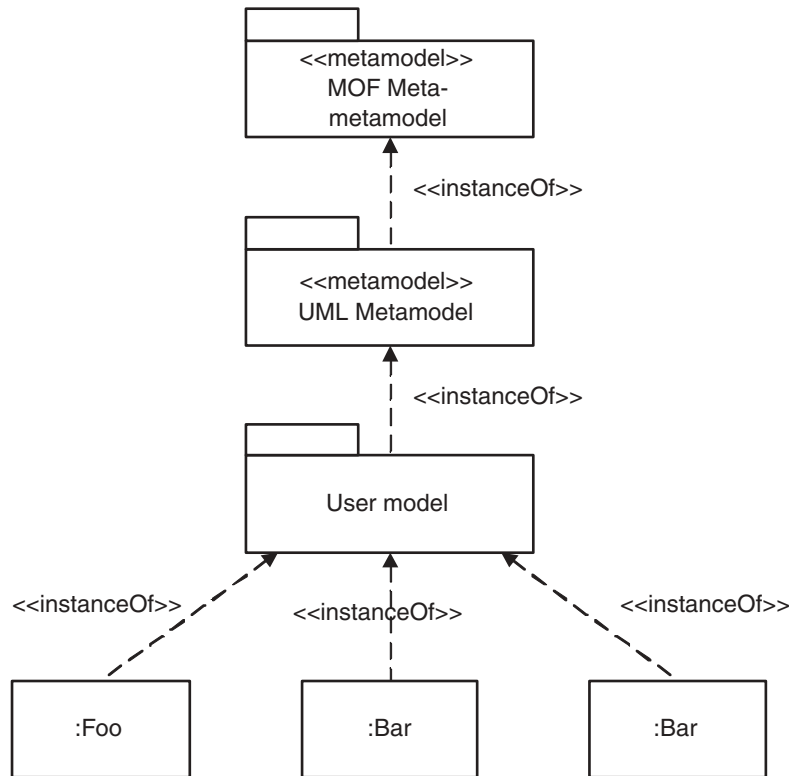 <<metamodel>>
MOF Meta-
metamodel
<<instanceOf>>
<<metamodel>>
UML Metamodel
<<instanceOf>>
User model
<<instanceOf>>
<<instanceOf>>
<<instanceOf>>
:Foo
:Bar
:Bar